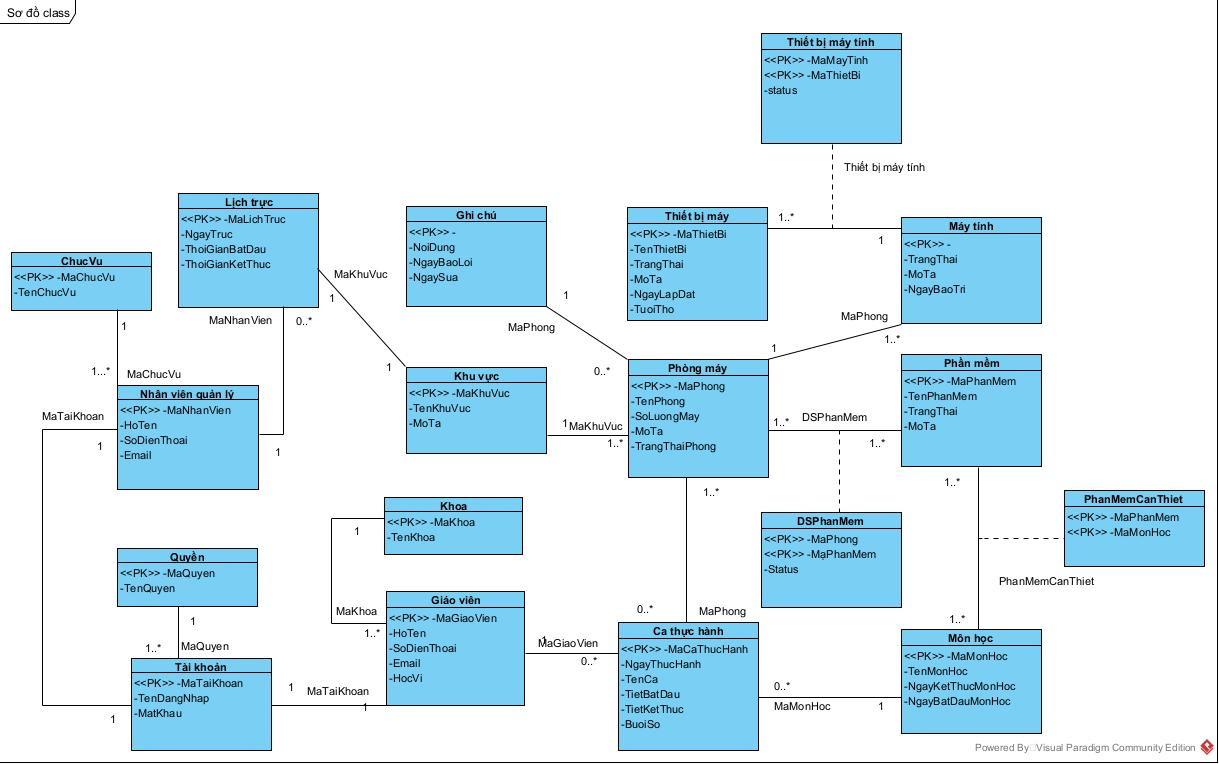 Sơ đồ class
Thiết bị máy tính
<<PK>> -MaMayTinh
<<PK>> -MaThietBi
-status
Thiết bị máy tính
Lịch trực
<<PK>> -MaLichTruc
-NgayTruc
-ThoiGianBatDau
-ThoiGianKetThuc
Ghi chú
<<PK>> -
-NoiDung
-NgayBaoLoi
-NgaySua
Thiết bị máy
<<PK>> -MaThietBi
-TenThietBi
-TrangThai
-MoTa
-NgayLapDat
-TuoiTho
1..*
1
Máy tính
<<PK>> -
-TrangThai
-MoTa
-NgayBaoTri
ChucVu
<<PK>> -MaChucVu
-TenChucVu
MaKhuVuc
1
1
MaNhanVien
0..*
1
1
1...*
MaChucVu
1
MaPhong
0..*
MaPhong
1
1..*
Nhân viên quản lý
<<PK>> -MaNhanVien
-HoTen
-SoDienThoai
-Email
MaTaiKhoan
1
Khu vực
<<PK>> -MaKhuVuc
-TenKhuVuc
-MoTa
1
MaKhuVuc
1..*
Phòng máy
<<PK>> -MaPhong
-TenPhong
-SoLuongMay
-MoTa
-TrangThaiPhong
DSPhanMem
1..*
1..*
Phần mềm
<<PK>> -MaPhanMem
-TenPhanMem
-TrangThai
-MoTa
1..*
1..*
Khoa
<<PK>> -MaKhoa
-TenKhoa
1
DSPhanMem
<<PK>> -MaPhong
<<PK>> -MaPhanMem
-Status
PhanMemCanThiet
<<PK>> -MaPhanMem
<<PK>> -MaMonHoc
PhanMemCanThiet
Quyền
<<PK>> -MaQuyen
-TenQuyen
1
1..*
MaQuyen
MaKhoa
1..*
Giáo viên
<<PK>> -MaGiaoVien
-HoTen
-SoDienThoai
-Email
-HocVi
1
MaGiaoVien
0..*
0..*
MaPhong
Ca thực hành
<<PK>> -MaCaThucHanh
-NgayThucHanh
-TenCa
-TietBatDau
-TietKetThuc
-BuoiSo
1..*
Môn học
<<PK>> -MaMonHoc
-TenMonHoc
-NgayKetThucMonHoc
-NgayBatDauMonHoc
0..*
MaMonHoc
1
Tài khoản
<<PK>> -MaTaiKhoan
-TenDangNhap
-MatKhau
1
1
MaTaiKhoan
1
Powered By Visual Paradigm Community Edition